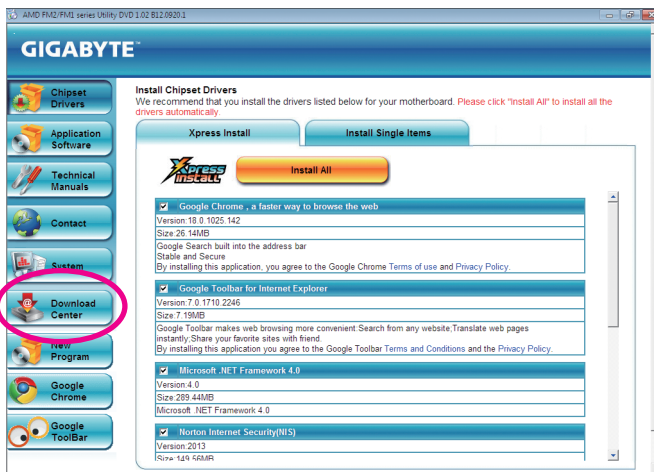 AMD FM2/FM1 series Utility DVD 1.02 B12.0920.1
GIGABYTE™
Chipset
Drivers
Application
Software
Technical
Manuals
Contact
System
Download
Center
New
Program
Google
Chrome
Google
ToolBar
Install Chipset Drivers
We recommend that you install the drivers listed below for your motherboard. Please click "Install All" to install all the
drivers automatically.
Xpress Install
Install Single Items
Xpress
Install
Install All
Google Chrome , a faster way to browse the web
Version:18.0.1025.142
Size:26.14MB
Google Search built into the address bar
Stable and Secure
By installing this application, you agree to the Google Chrome Terms of use and Privacy Policy.
Google Toolbar for Internet Explorer
Version:7.0.1710.2246
Size:7.19MB
Google Toolbar makes web browsing more convenient:Search from any website;Translate web pages
instantly;Share your favorite sites with friend.
By installing this application you agree to the Google Toolbar Terms and Conditions and the Privacy Policy.
Microsoft .NET Framework 4.0
Version:4.0
Size:289.44MB
Microsoft .NET Framework 4.0
Norton Internet Security(NIS)
Version:2013
Size:149.56MB